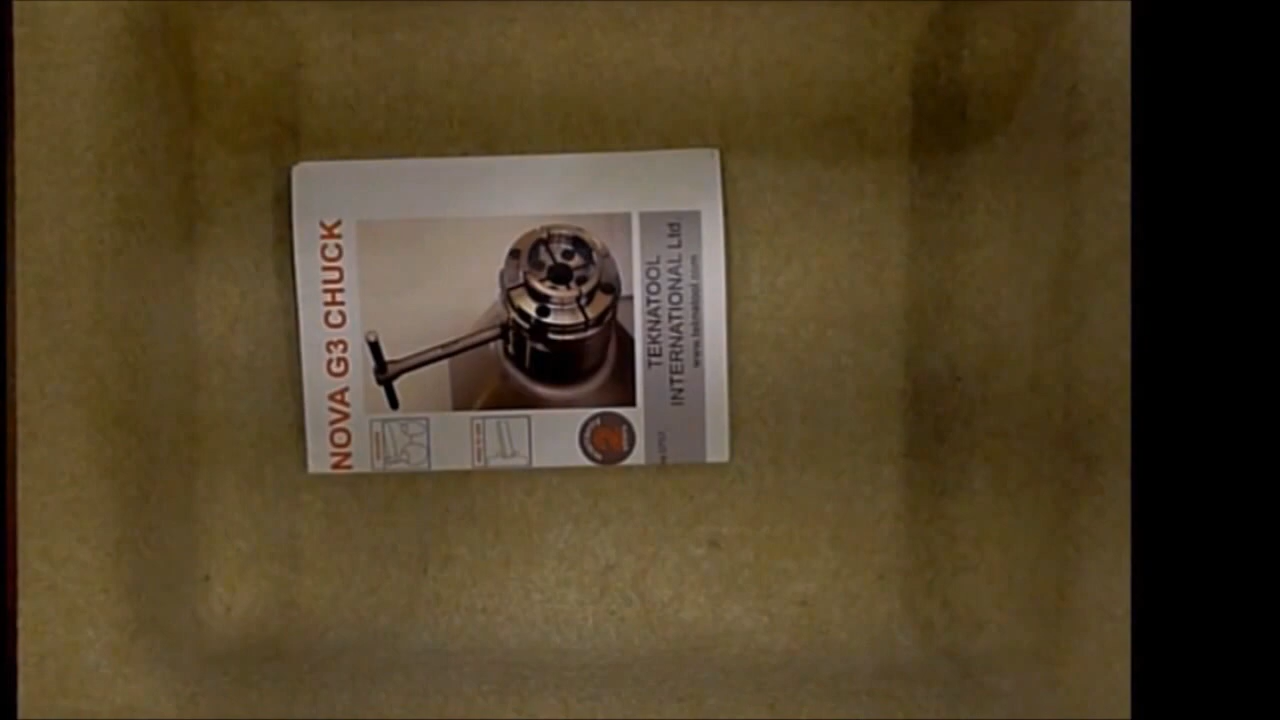 NOVA G3 CHUCK
TEKNATOOL
INTERNATIONAL Ltd
www.teknatool.com